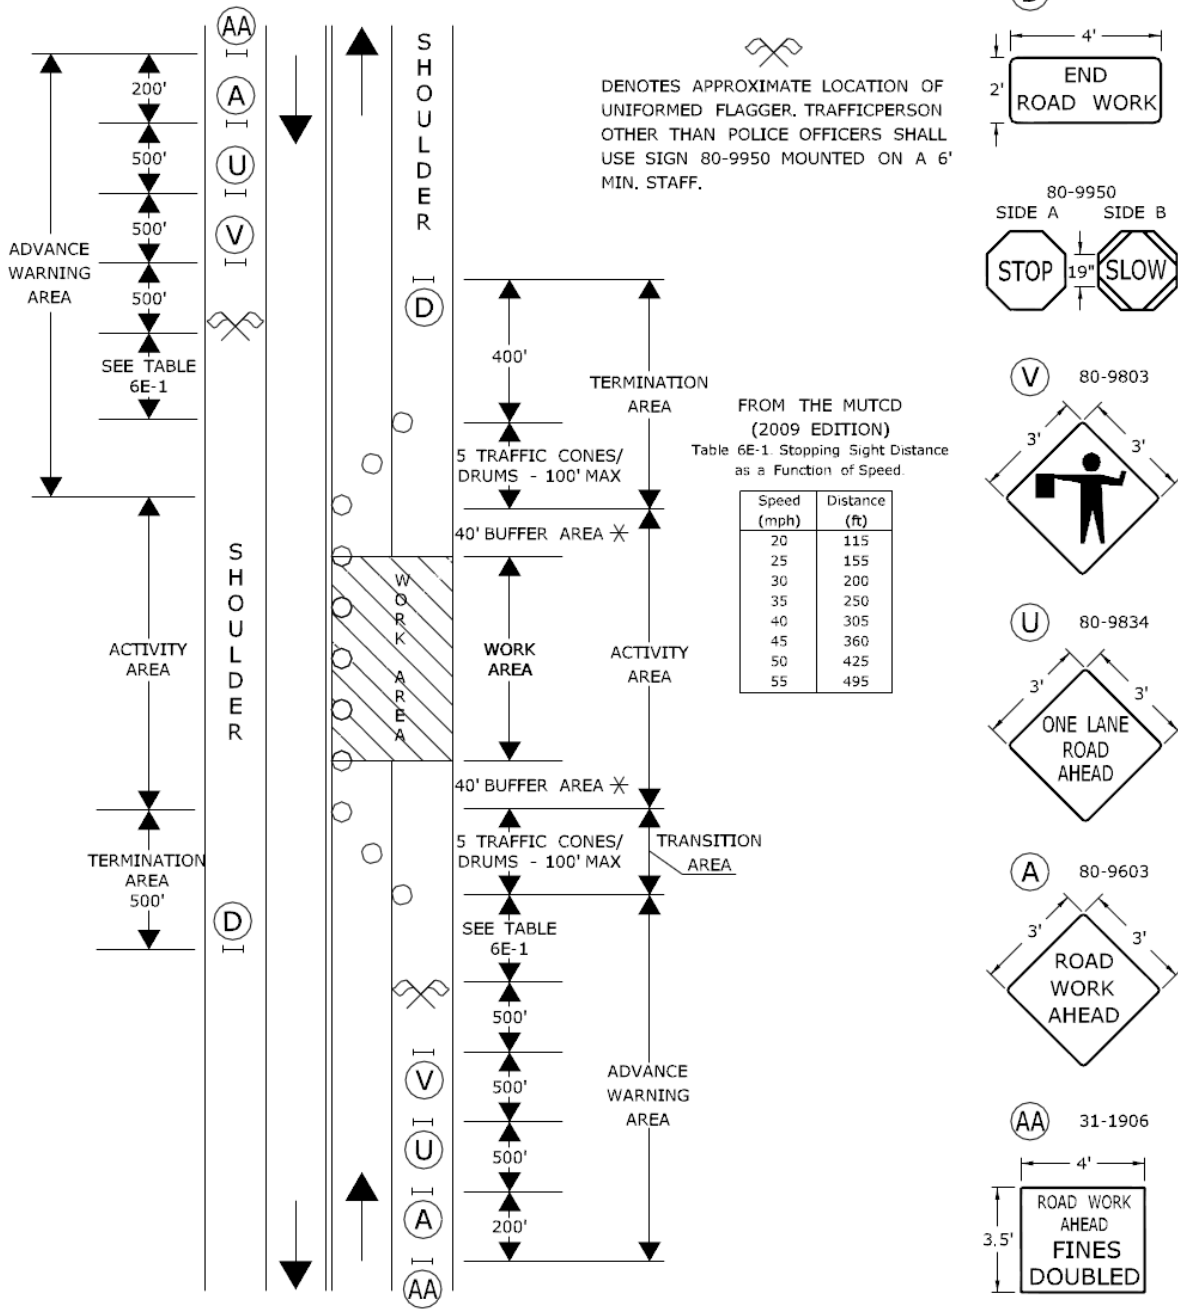 AA
200'
A
500'
U
500'
V
500'
ADVANCE
WARNING
AREA
SEE TABLE
6E-1
SHOULDER
ACTIVITY
AREA
TERMINATION
AREA
500'
D
SHOULDER
D
400'
TERMINATION
AREA
5 TRAFFIC CONES/
DRUMS - 100' MAX
40' BUFFER AREA *
WORK AREA
WORK
AREA
ACTIVITY
AREA
40' BUFFER AREA *
5 TRAFFIC CONES/
DRUMS - 100' MAX
TRANSITION
AREA
SEE TABLE
6E-1
500'
V
500'
U
500'
A
200'
AA
ADVANCE
WARNING
AREA
DENOTES APPROXIMATE LOCATION OF
UNIFORMED FLAGGER. TRAFFICPERSON
OTHER THAN POLICE OFFICERS SHALL
USE SIGN 80-9950 MOUNTED ON A 6'
MIN. STAFF.
FROM THE MUTCD
(2009 EDITION)
Table 6E-1. Stopping Sight Distance
as a Function of Speed.
Speed Distance
(mph) (ft)
20 115
25 155
30 200
35 250
40 305
45 360
50 425
55 495
4'
2'
END
ROAD WORK
80-9950
SIDE A SIDE B
STOP 19" SLOW
V 80-9803
3' 3'
U 80-9834
3' 3'
ONE LANE
ROAD
AHEAD
A 80-9603
3' 3'
ROAD
WORK
AHEAD
AA 31-1906
4'
3.5'
ROAD WORK
AHEAD
FINES
DOUBLED